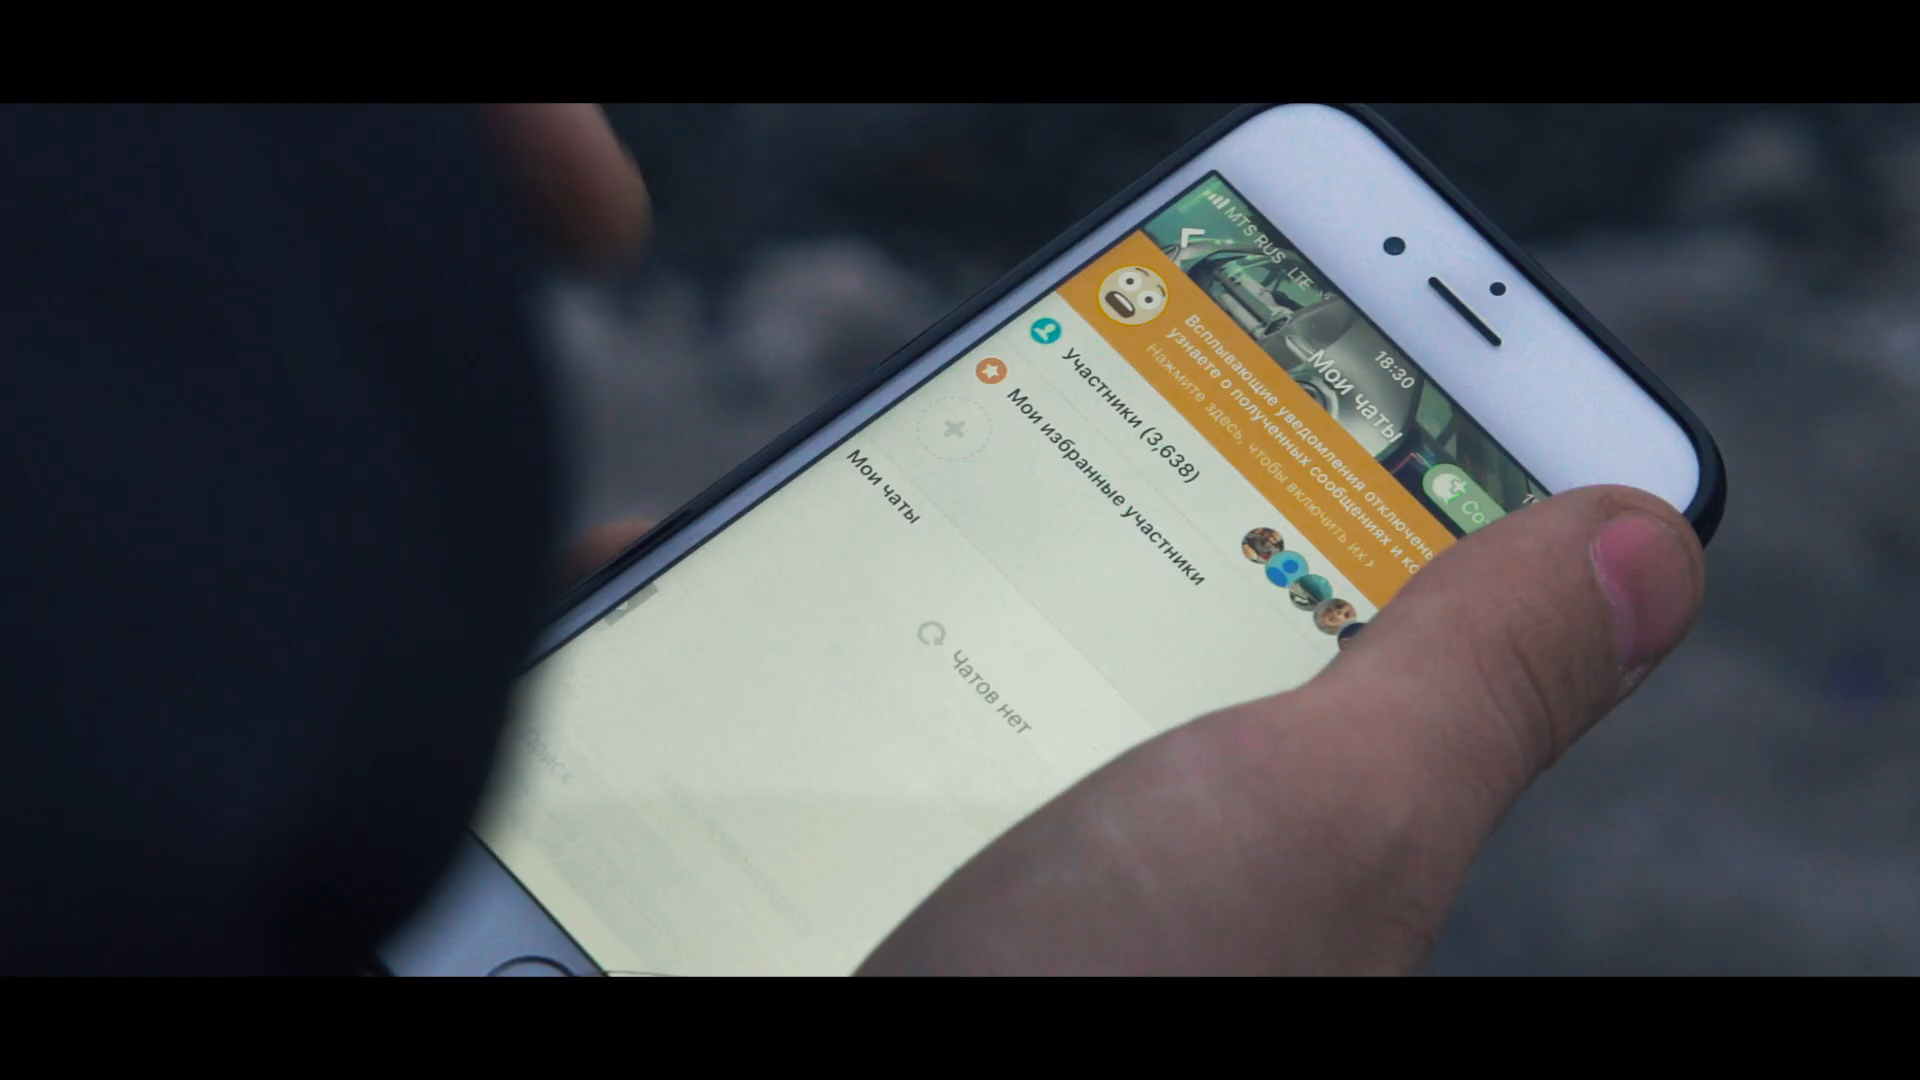 MTS RUS LTE
18:30
Мои чаты
Всплывающие уведомления отключены
узнаете о полученных сообщениях и
Нажмите здесь, чтобы включить их >
Участники (3,638)
Мои избранные участники
Мои чаты
Чатов нет